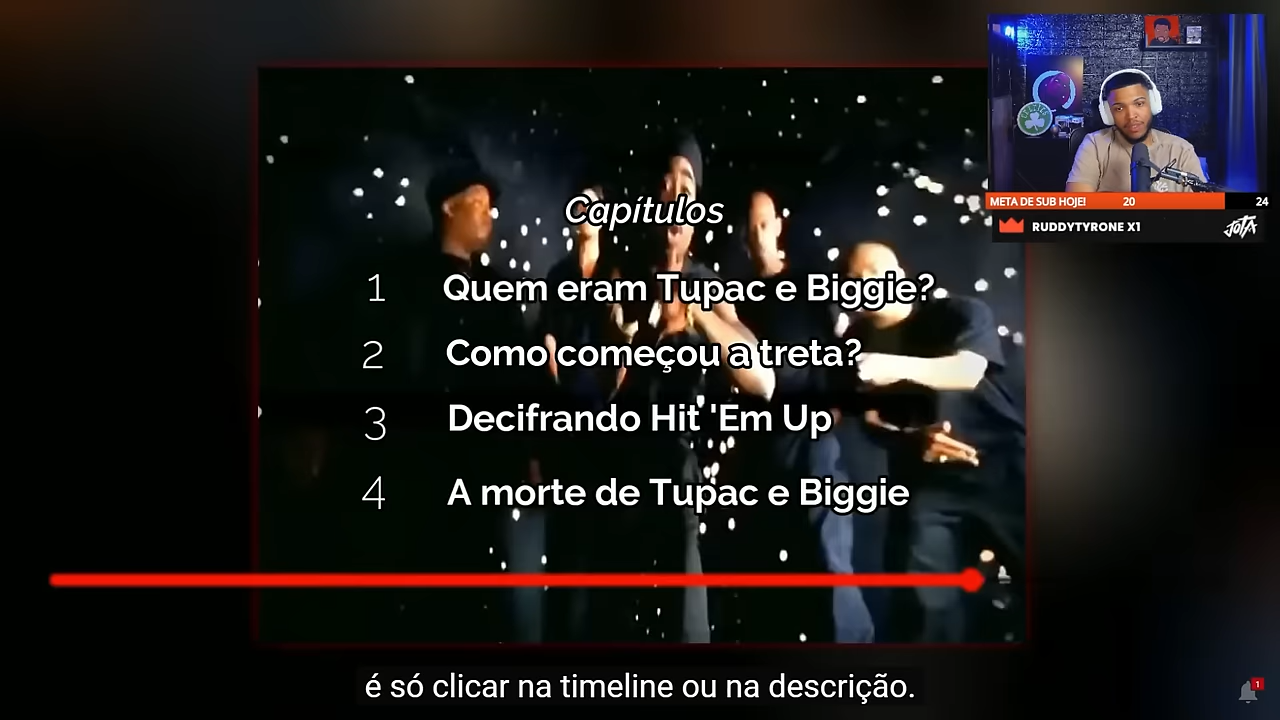 META DE SUB HOJE! 20 24
RUDDYTYRONE X1
JOTA
Capítulos
1 Quem eram Tupac e Biggie?
2 Como começou a treta?
3 Decifrando Hit 'Em Up
4 A morte de Tupac e Biggie
é só clicar na timeline ou na descrição.
1